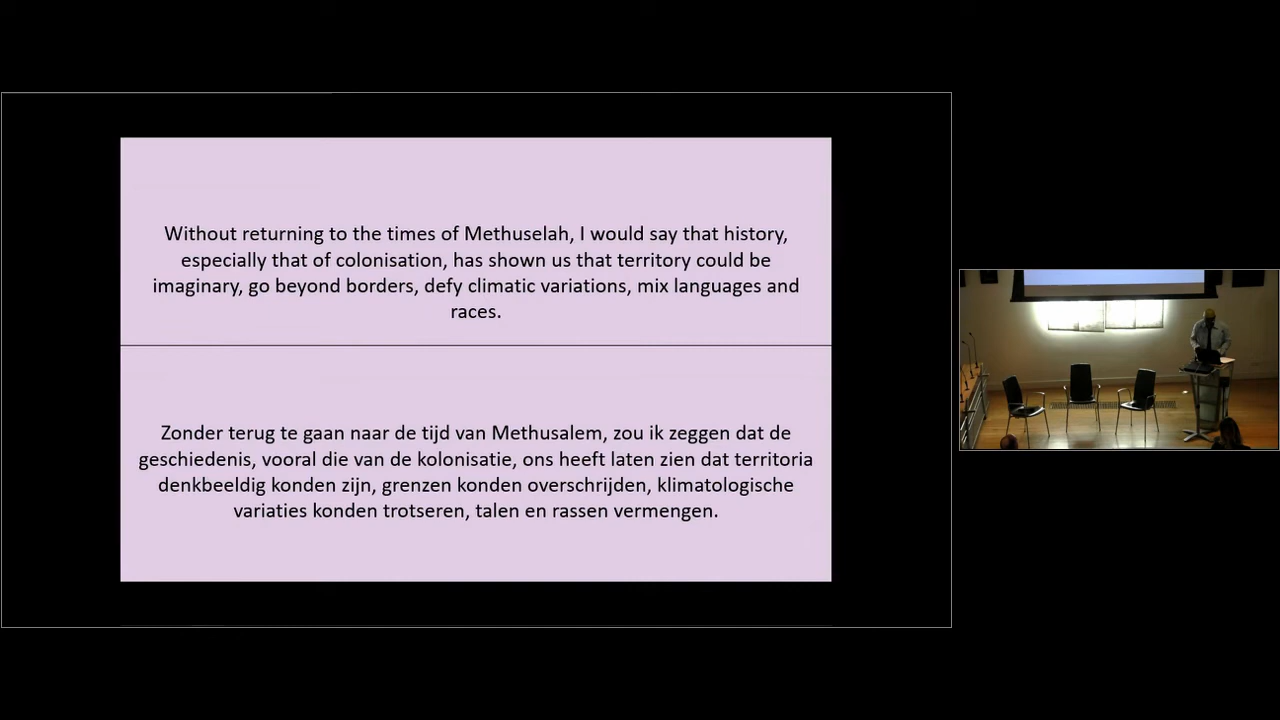 Without returning to the times of Methuselah, I would say that history,
especially that of colonisation, has shown us that territory could be
imaginary, go beyond borders, defy climatic variations, mix languages and
races.
Zonder terug te gaan naar de tijd van Methusalem, zou ik zeggen dat de
geschiedenis, vooral die van de kolonisatie, ons heeft laten zien dat territoria
denkbeeldig konden zijn, grenzen konden overschrijden, klimatologische
variaties konden trotseren, talen en rassen vermengen.